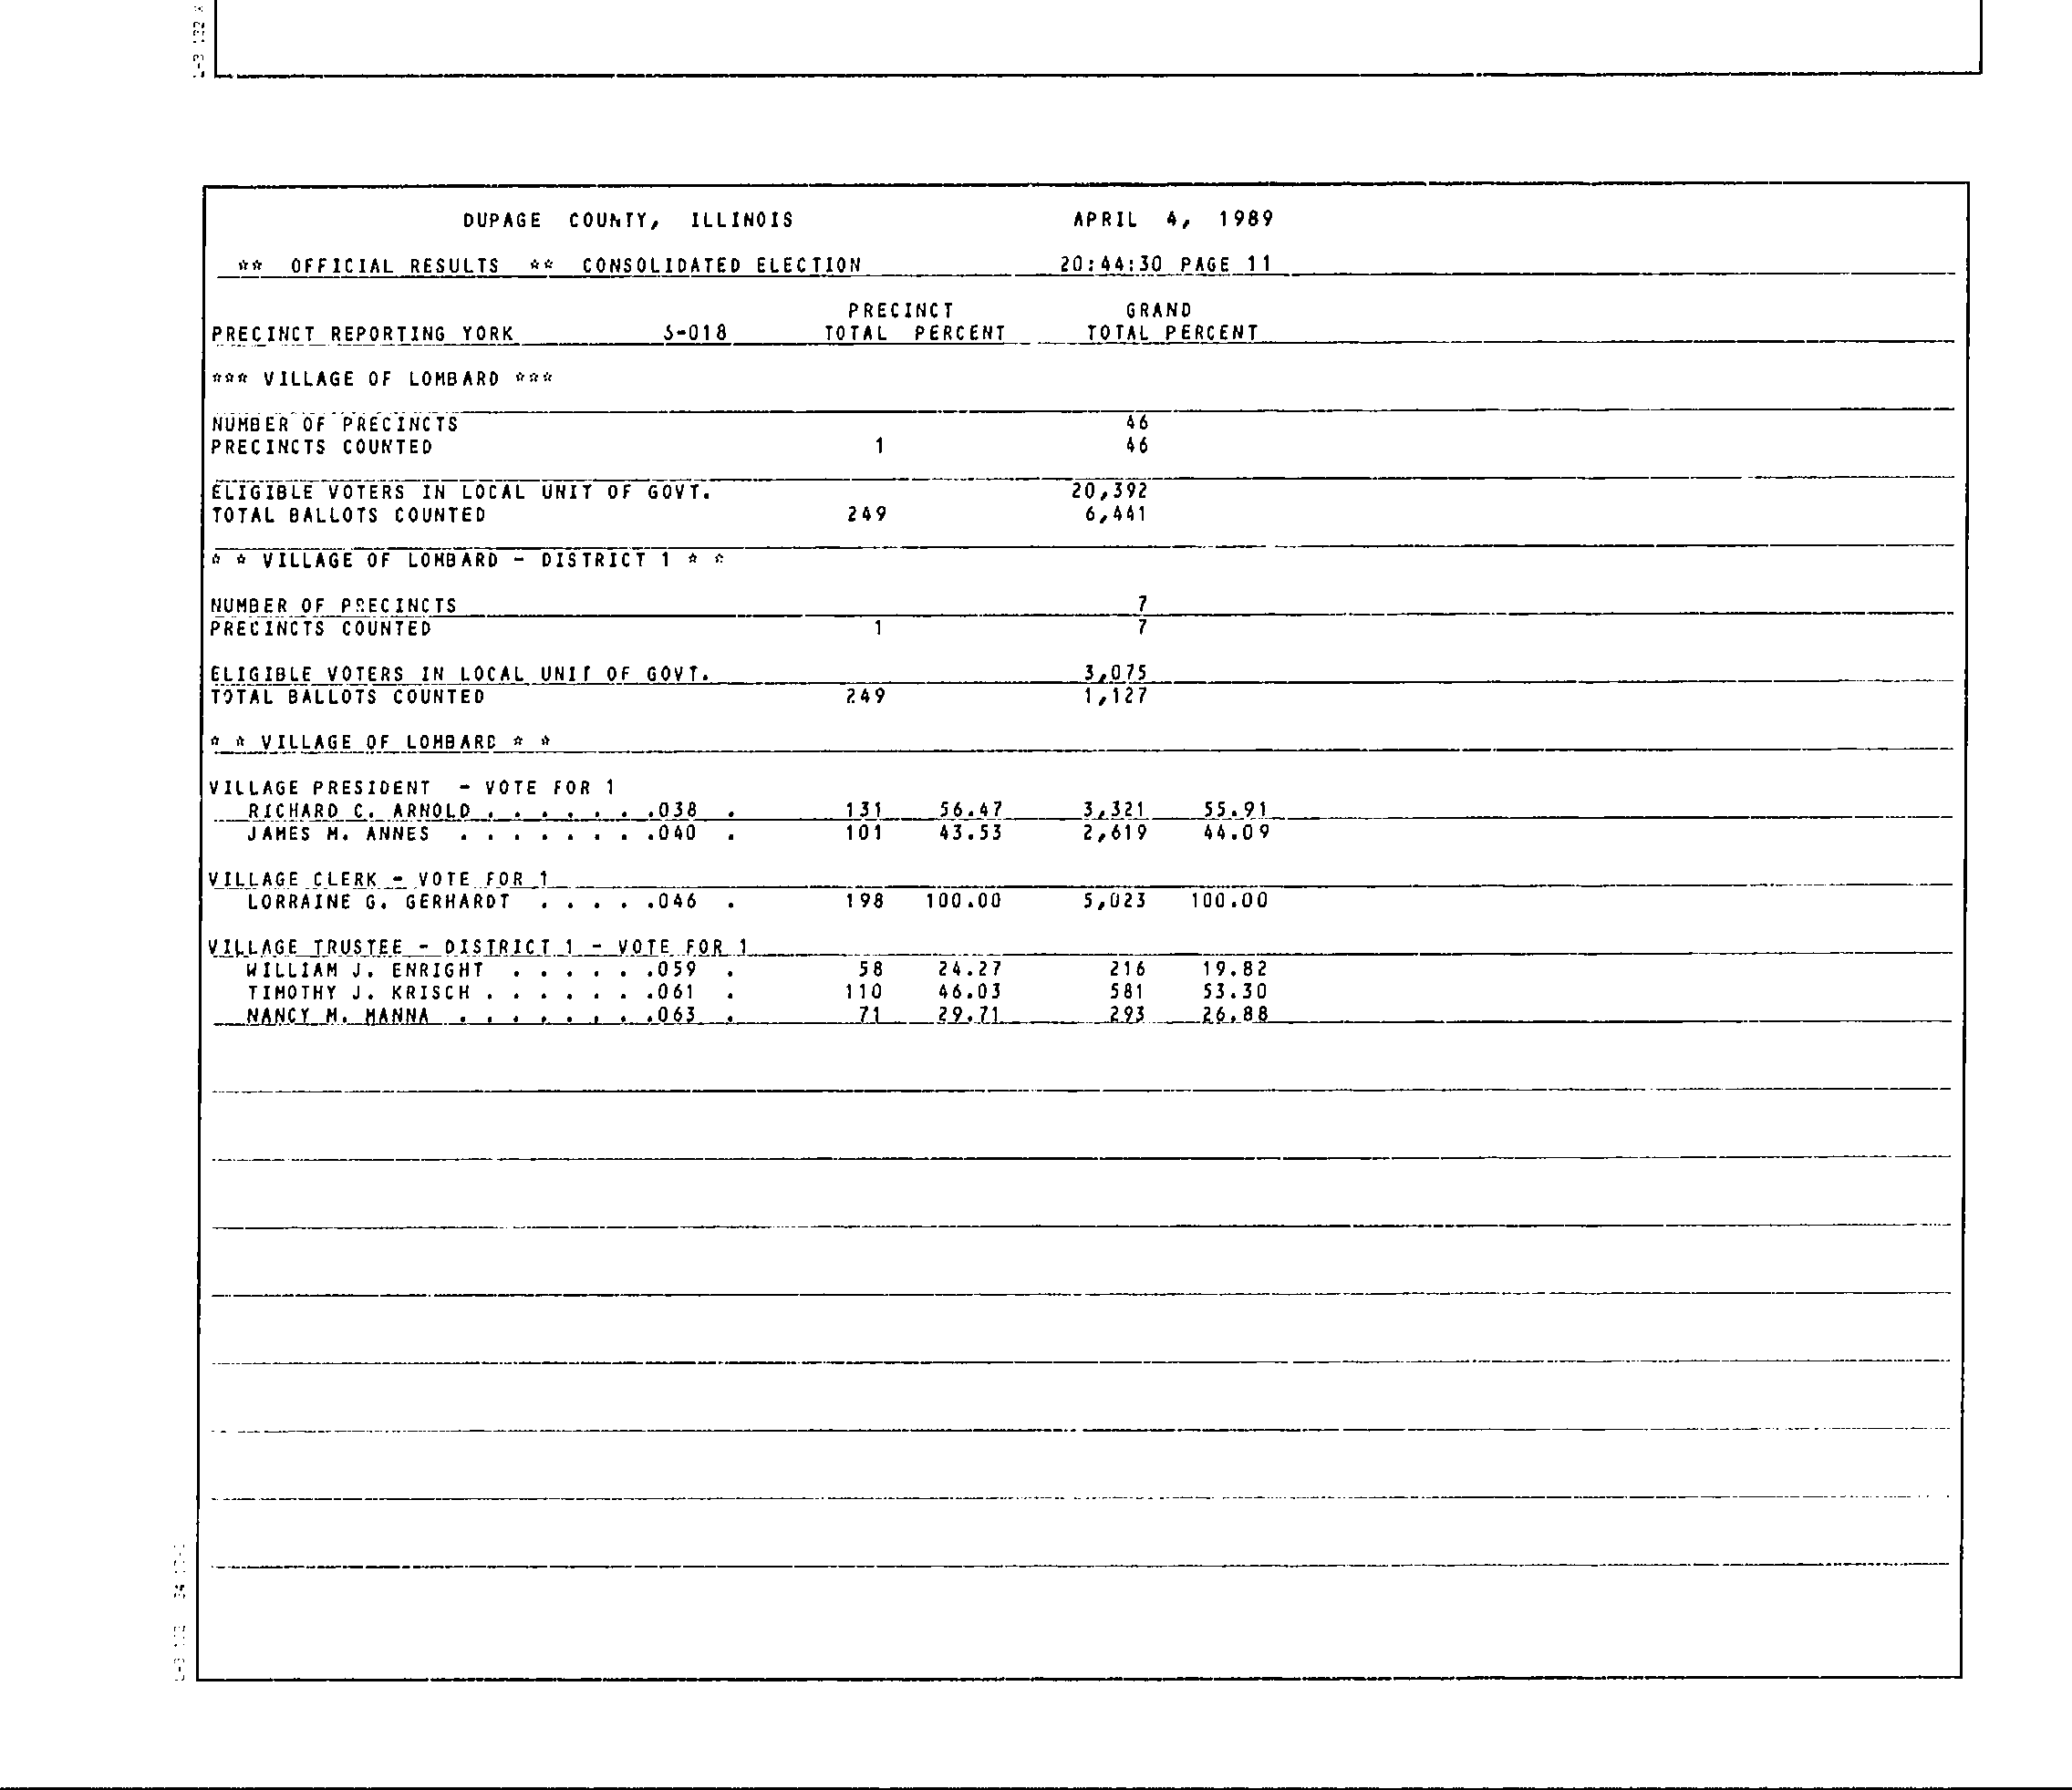 DUPAGE COUNTY, ILLINOIS APRIL 4, 1989
** OFFICIAL RESULTS ** CONSOLIDATED ELECTION 20:44:30 PAGE 11
PRECINCT GRAND
PRECINCT REPORTING YORK S-018 TOTAL PERCENT TOTAL PERCENT
*** VILLAGE OF LOMBARD ***
NUMBER OF PRECINCTS 46
PRECINCTS COUNTED 1 46
ELIGIBLE VOTERS IN LOCAL UNIT OF GOVT. 20,392
TOTAL BALLOTS COUNTED 249 6,441
* * VILLAGE OF LOMBARD - DISTRICT 1 * *
NUMBER OF PRECINCTS 7
PRECINCTS COUNTED 1 7
ELIGIBLE VOTERS IN LOCAL UNIT OF GOVT. 3,075
TOTAL BALLOTS COUNTED 249 1,127
* * VILLAGE OF LOMBARD * *
VILLAGE PRESIDENT - VOTE FOR 1
RICHARD C. ARNOLD . . . . . . .038 . 131 56.47 3,321 55.91
JAMES M. ANNES . . . . . . . .040 . 101 43.53 2,619 44.09
VILLAGE CLERK - VOTE FOR 1
LORRAINE G. GERHARDT . . . . .046 . 198 100.00 5,023 100.00
VILLAGE TRUSTEE - DISTRICT 1 - VOTE FOR 1
WILLIAM J. ENRIGHT . . . . . .059 . 58 24.27 216 19.82
TIMOTHY J. KRISCH . . . . . . .061 . 110 46.03 581 53.30
NANCY M. MANNA . . . . . . . .063 . 71 29.71 293 26.88